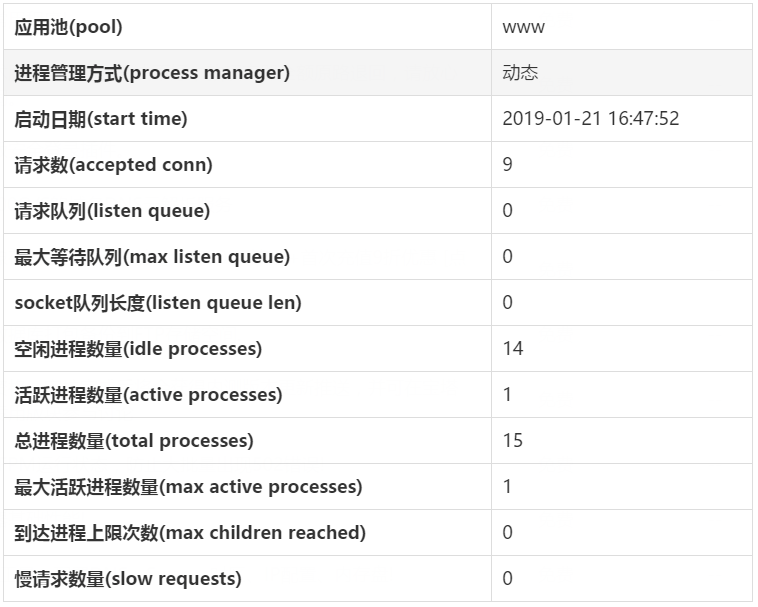 应用池(pool) www
进程管理方式(process manager) 动态
启动日期(start time) 2019-01-21 16:47:52
请求数(accepted conn) 9
请求队列(listen queue) 0
最大等待队列(max listen queue) 0
socket队列长度(listen queue len) 0
空闲进程数量(idle processes) 14
活跃进程数量(active processes) 1
总进程数量(total processes) 15
最大活跃进程数量(max active processes) 1
到达进程上限次数(max children reached) 0
慢请求数量(slow requests) 0